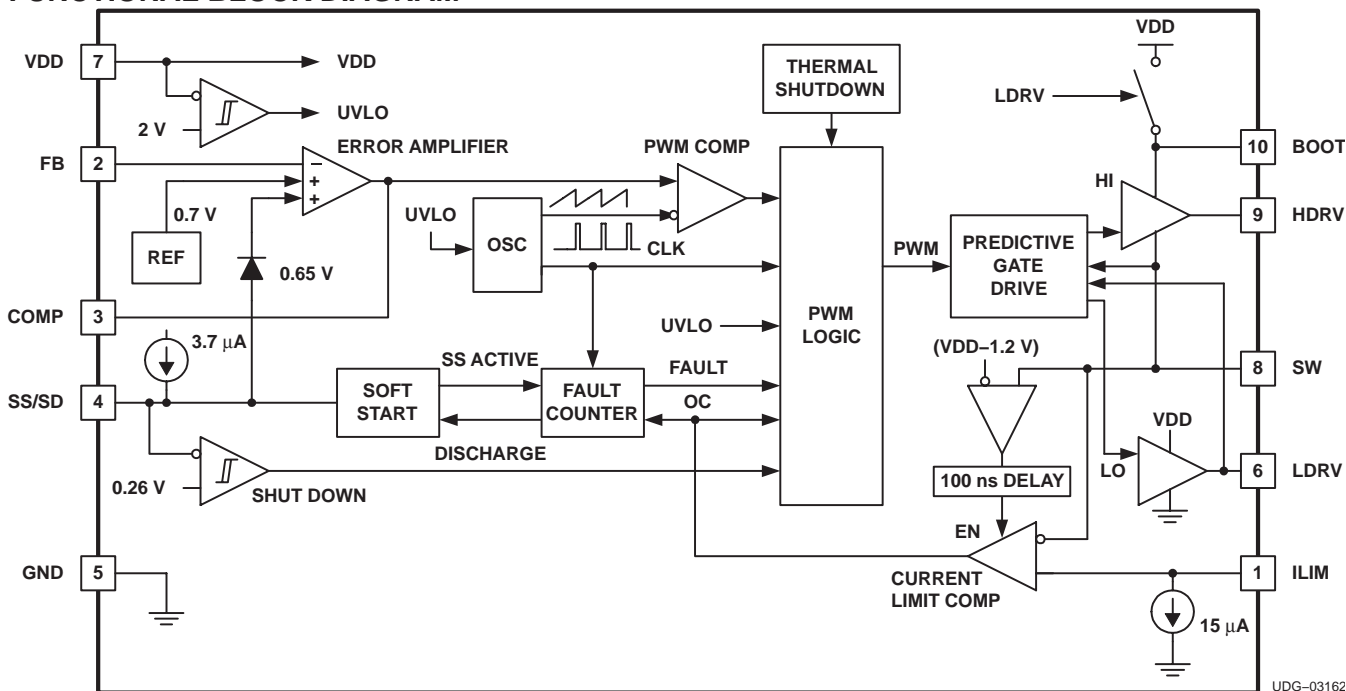 FUNCTIONAL BLOCK DIAGRAM
VDD
7
VDD
UVLO
2 V
THERMAL
SHUTDOWN
VDD
LDRV
FB
2
ERROR AMPLIFIER
PWM COMP
10
BOOT
HI
0.7 V
REF
0.65 V
UVLO
OSC
CLK
PWM
PREDICTIVE
GATE
DRIVE
9
HDRV
COMP
3
UVLO
PWM
LOGIC
3.7 μA
(VDD–1.2 V)
SS/SD
4
SOFT
START
SS ACTIVE
FAULT
COUNTER
FAULT
OC
DISCHARGE
8
SW
VDD
LO
6
LDRV
0.26 V
SHUT DOWN
100 ns DELAY
EN
GND
5
CURRENT
LIMIT COMP
1
ILIM
15 μA
UDG–03162